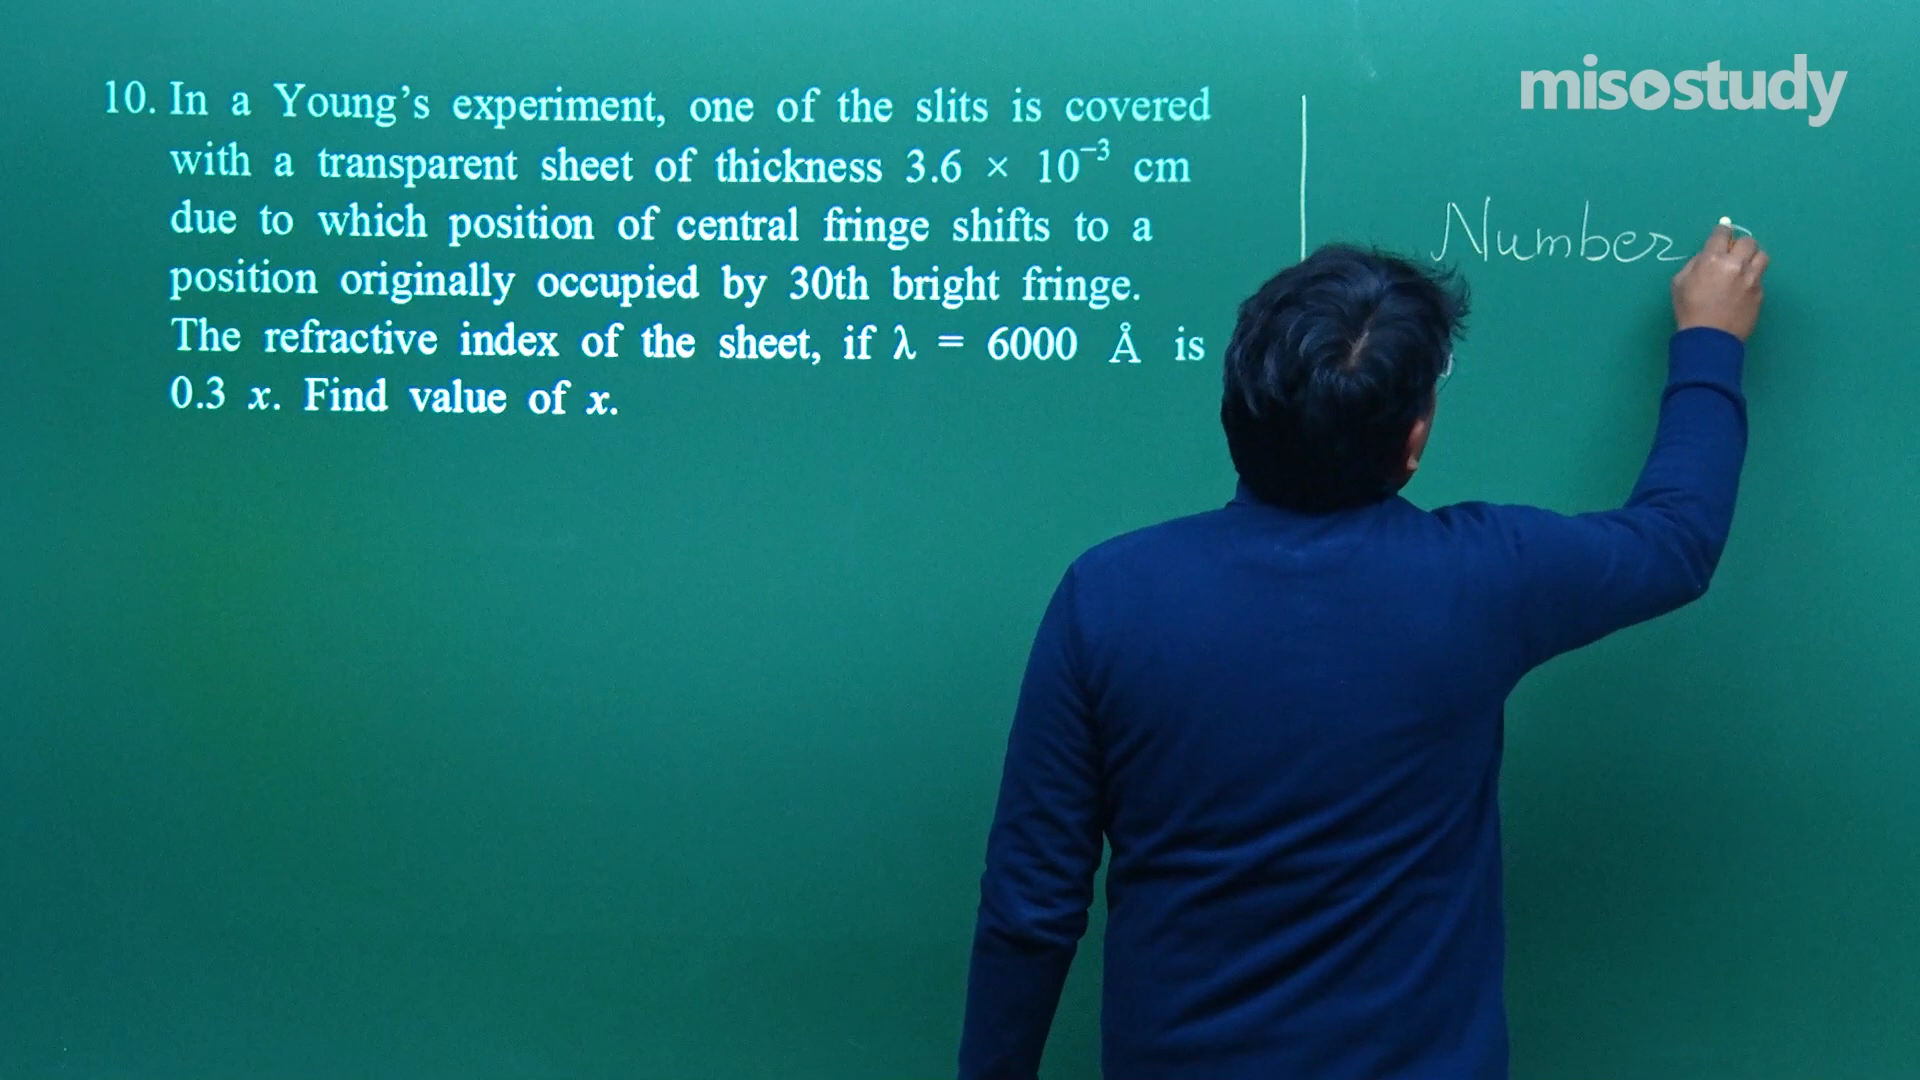 misostudy
10. In a Young’s experiment, one of the slits is covered
with a transparent sheet of thickness 3.6 × 10⁻³ cm
due to which position of central fringe shifts to a
position originally occupied by 30th bright fringe.
The refractive index of the sheet, if λ = 6000 Å is
0.3 x. Find value of x.
Number